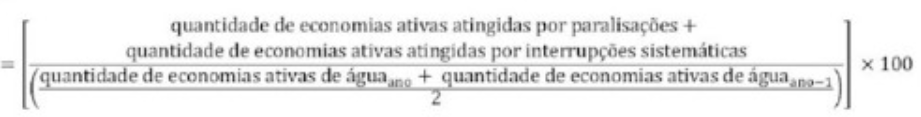 quantidade de economias ativas atingidas por paralisações +
quantidade de economias ativas atingidas por interrupções sistemáticas
= [ ] × 100
(quantidade de economias ativas de água_ano + quantidade de economias ativas de água_ano−1)
2